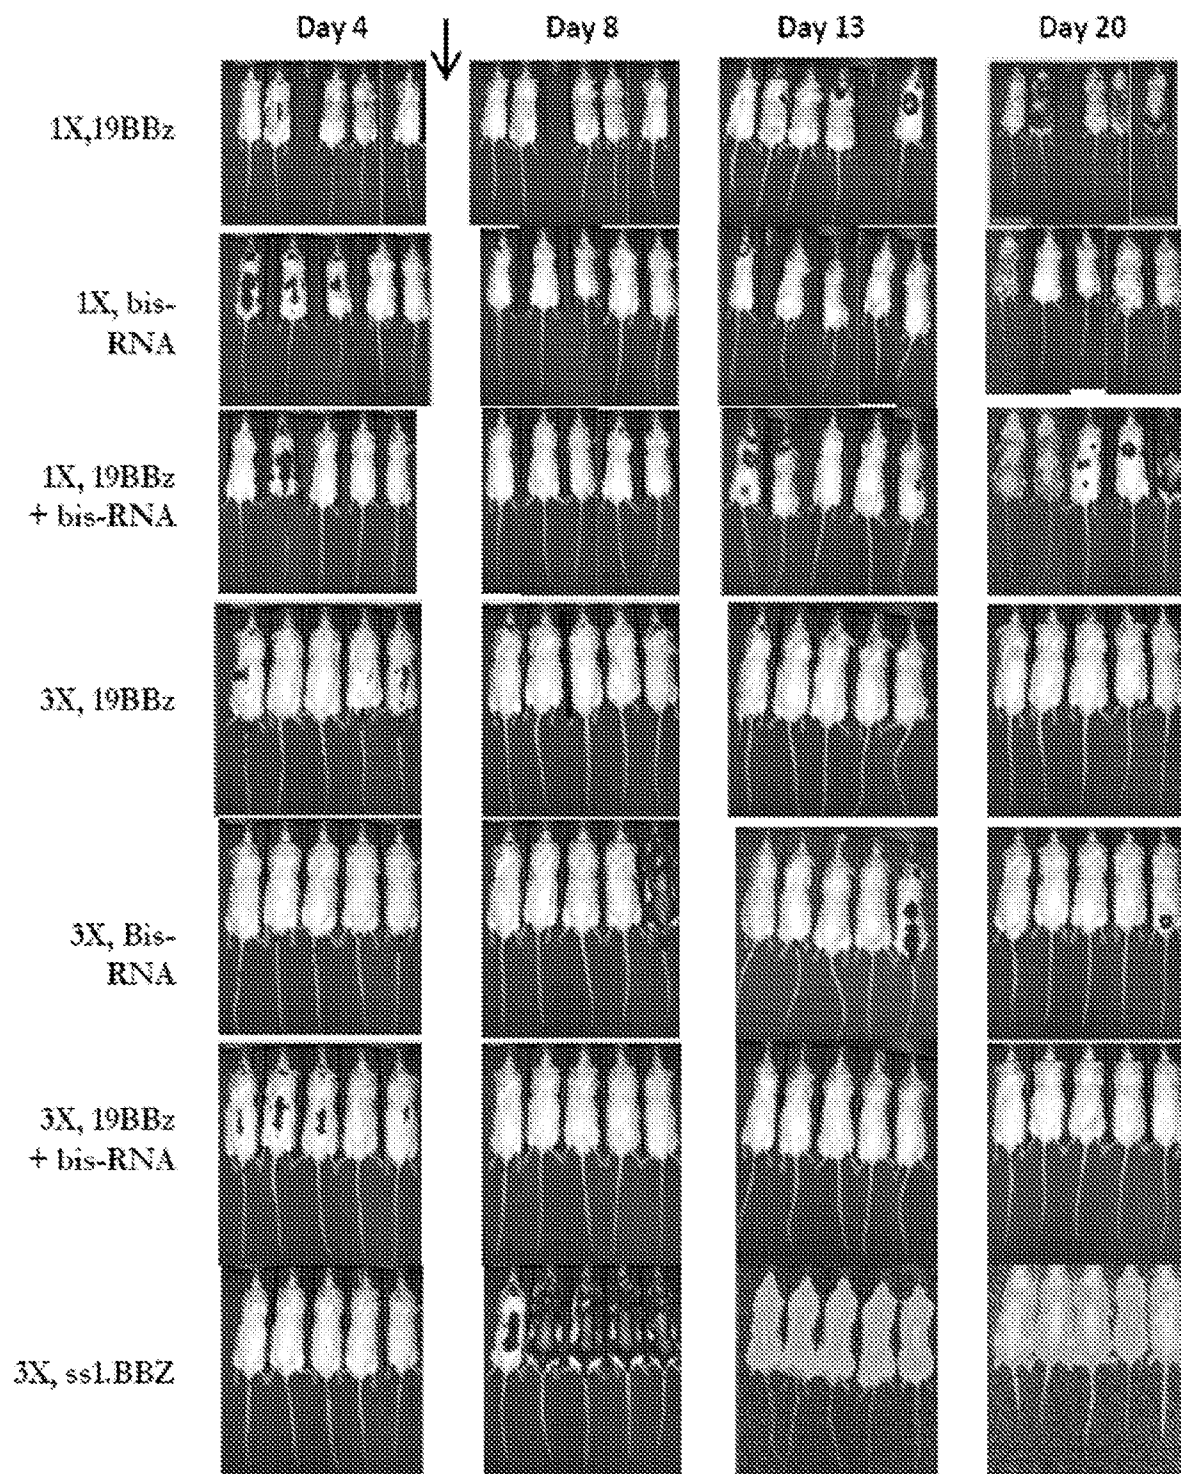 Day 4
Day 8
Day 13
Day 20
1X,19BBz
1X, bis-
RNA
1X, 19BBz
+ bis-RNA
3X, 19BBz
3X, Bis-
RNA
3X, 19BBz
+ bis-RNA
3X, ss1.BBZ